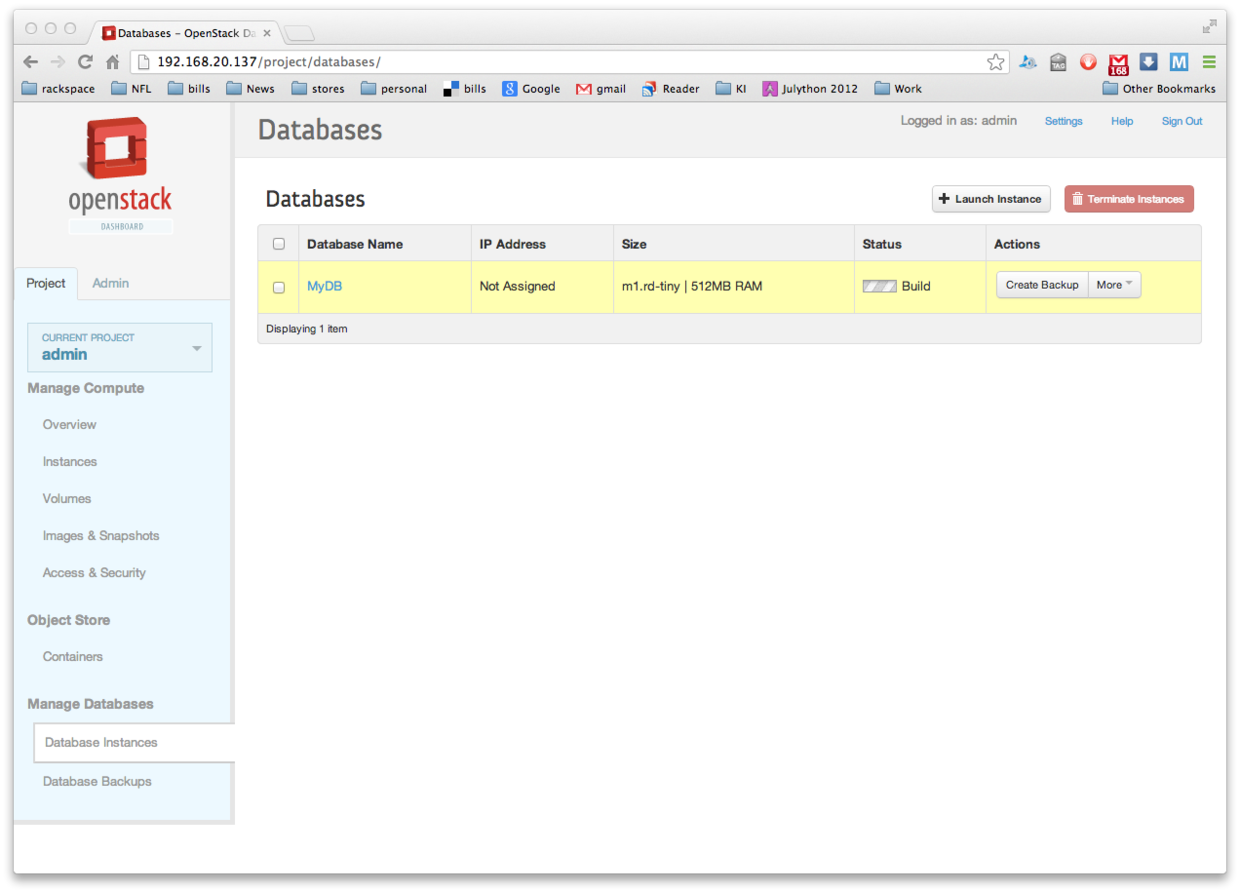 Databases - OpenStack Da
192.168.20.137/project/databases/
TAG
168
M
rackspace NFL bills News stores personal bills Google gmail Reader KI Julython 2012 Work Other Bookmarks
openstack
DASHBOARD
Databases
Logged in as: admin Settings Help Sign Out
Project Admin
CURRENT PROJECT
admin
Manage Compute
Overview
Instances
Volumes
Images & Snapshots
Access & Security
Object Store
Containers
Manage Databases
Database Instances
Database Backups
Databases
Launch Instance Terminate Instances
Database Name IP Address Size Status Actions
MyDB Not Assigned m1.rd-tiny | 512MB RAM Build Create Backup More
Displaying 1 item